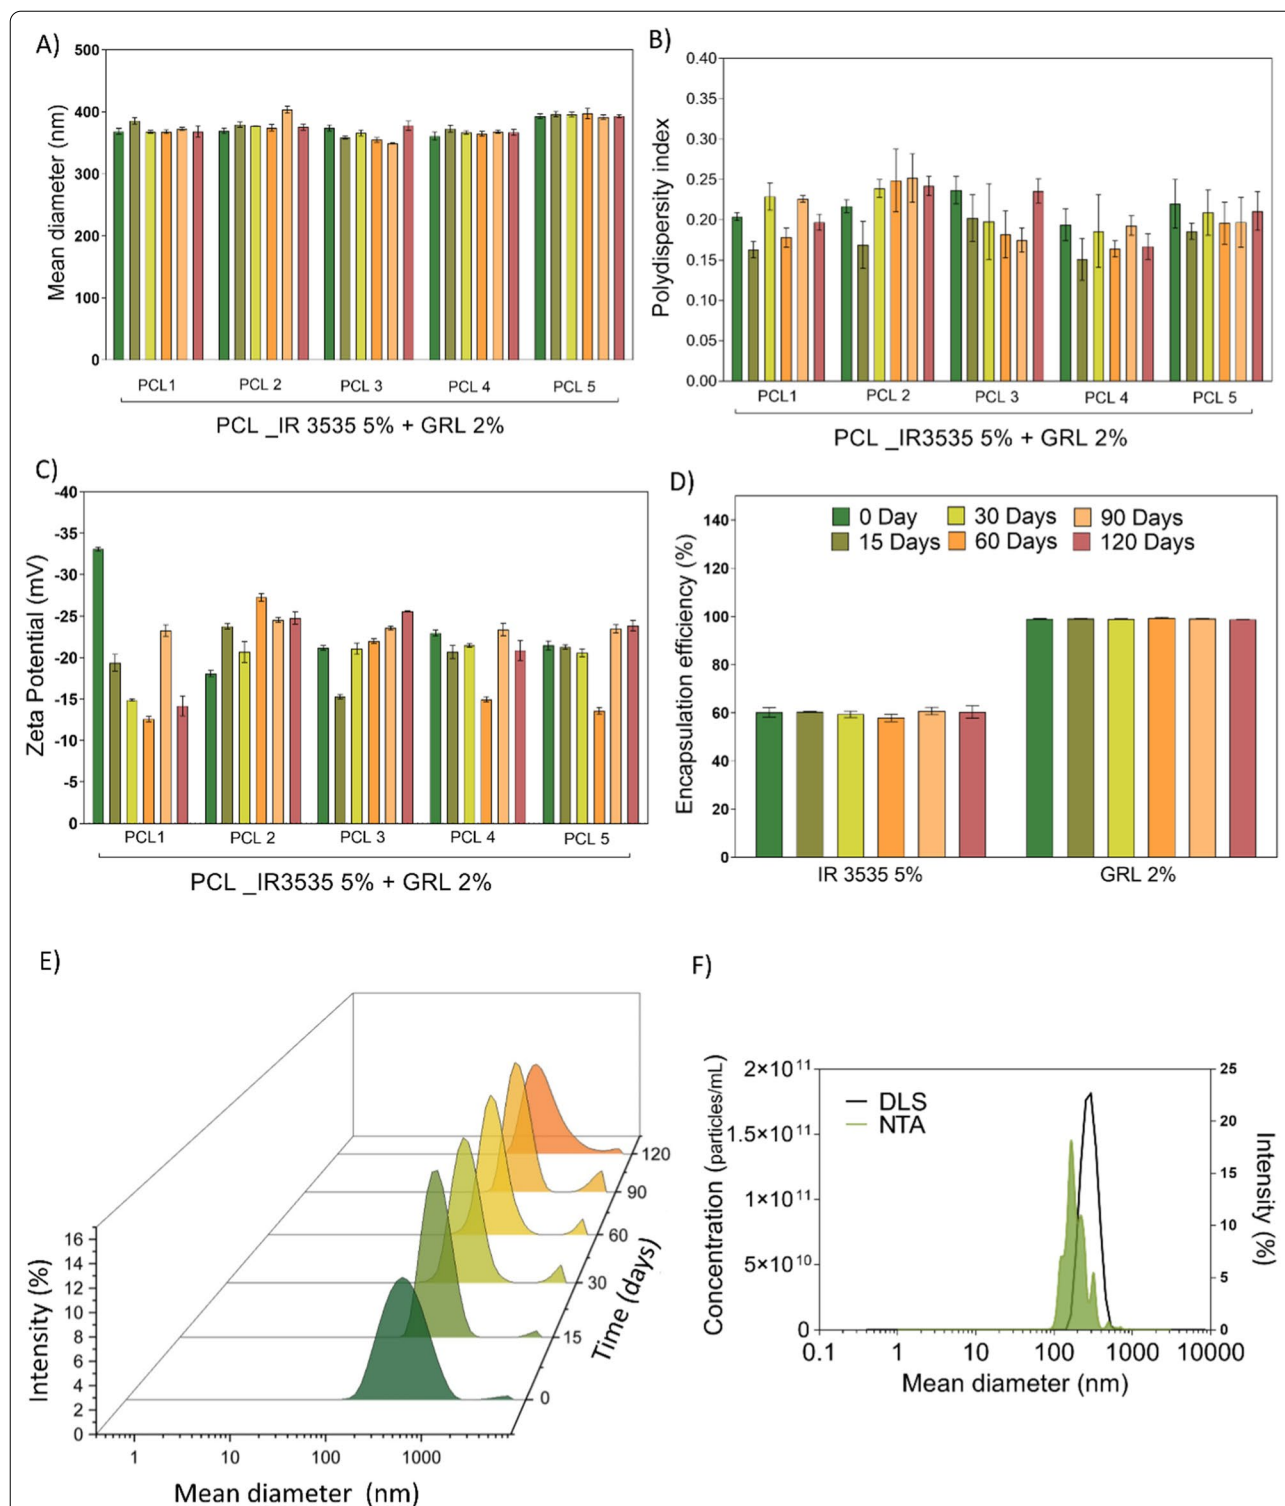 A)
500
400
300
200
100
0
Mean diameter (nm)
PCL1
PCL 2
PCL 3
PCL 4
PCL 5
PCL _IR 3535 5% + GRL 2%
B)
0.40
0.35
0.30
0.25
0.20
0.15
0.10
0.05
0.00
Polydispersity index
PCL1
PCL 2
PCL 3
PCL 4
PCL 5
PCL _IR3535 5% + GRL 2%
C)
-40
-35
-30
-25
-20
-15
-10
-5
0
Zeta Potential (mV)
PCL1
PCL 2
PCL 3
PCL 4
PCL 5
PCL _IR3535 5% + GRL 2%
D)
140
120
100
80
60
40
20
0
Encapsulation efficiency (%)
0 Day
30 Days
90 Days
15 Days
60 Days
120 Days
IR 3535 5%
GRL 2%
E)
16
14
12
10
8
6
4
2
0
Intensity (%)
1
10
100
1000
Mean diameter (nm)
120
90
60
30
15
0
Time (days)
F)
2×10¹¹
1.5×10¹¹
1×10¹¹
5×10¹⁰
0
Concentration (particles/mL)
DLS
NTA
25
20
15
10
5
0
Intensity (%)
0.1
1
10
100
1000
10000
Mean diameter (nm)